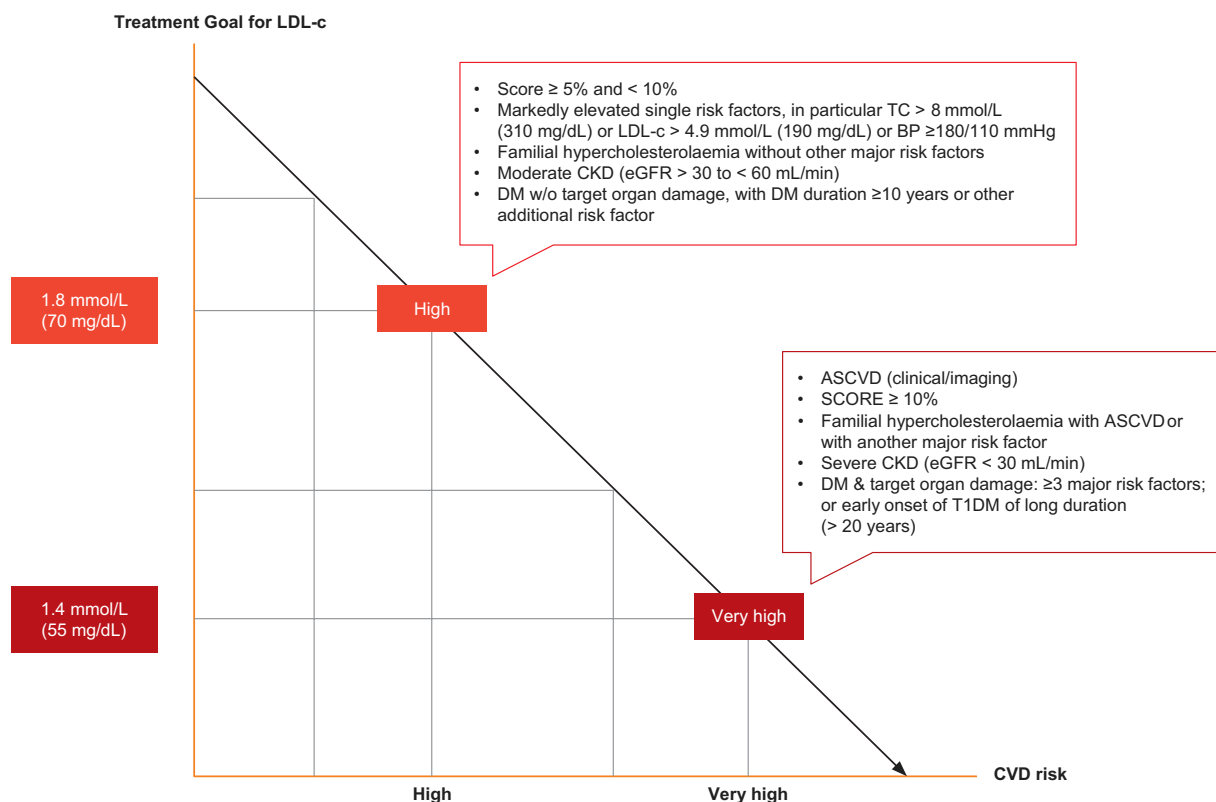 Treatment Goal for LDL-c
• Score ≥ 5% and < 10%
• Markedly elevated single risk factors, in particular TC > 8 mmol/L
(310 mg/dL) or LDL-c > 4.9 mmol/L (190 mg/dL) or BP ≥180/110 mmHg
• Familial hypercholesterolaemia without other major risk factors
• Moderate CKD (eGFR > 30 to < 60 mL/min)
• DM w/o target organ damage, with DM duration ≥10 years or other
additional risk factor
1.8 mmol/L
(70 mg/dL)
High
• ASCVD (clinical/imaging)
• SCORE ≥ 10%
• Familial hypercholesterolaemia with ASCVD or
with another major risk factor
• Severe CKD (eGFR < 30 mL/min)
• DM & target organ damage: ≥3 major risk factors;
or early onset of T1DM of long duration
(> 20 years)
1.4 mmol/L
(55 mg/dL)
Very high
CVD risk
High
Very high